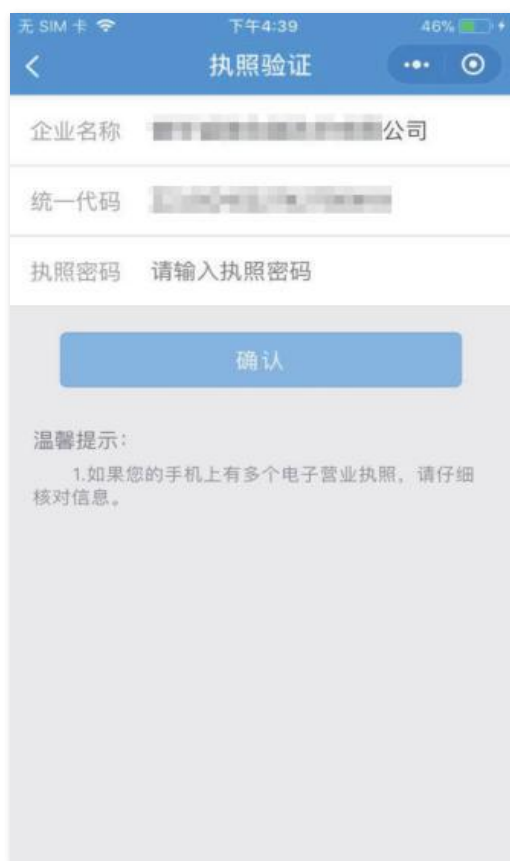 无 SIM 卡 下午4:39 46%
执照验证
企业名称 公司
统一代码
执照密码 请输入执照密码
确认
温馨提示：
1.如果您的手机上有多个电子营业执照，请仔细
核对信息。